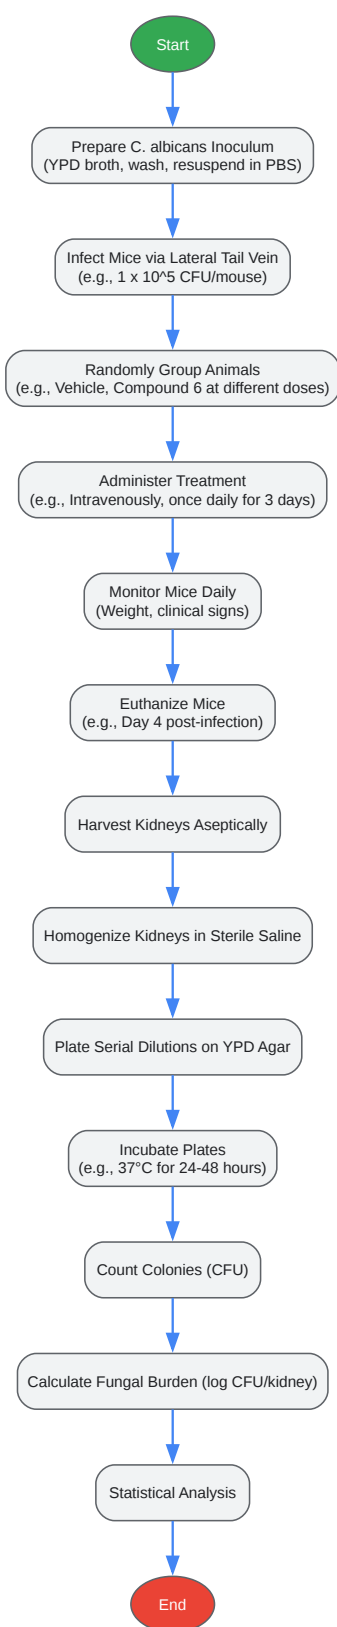 Start
Prepare C. albicans Inoculum
(YPD broth, wash, resuspend in PBS)
Infect Mice via Lateral Tail Vein
(e.g., 1 x 10^5 CFU/mouse)
Randomly Group Animals
(e.g., Vehicle, Compound 6 at different doses)
Administer Treatment
(e.g., Intravenously, once daily for 3 days)
Monitor Mice Daily
(Weight, clinical signs)
Euthanize Mice
(e.g., Day 4 post-infection)
Harvest Kidneys Aseptically
Homogenize Kidneys in Sterile Saline
Plate Serial Dilutions on YPD Agar
Incubate Plates
(e.g., 37°C for 24-48 hours)
Count Colonies (CFU)
Calculate Fungal Burden (log CFU/kidney)
Statistical Analysis
End